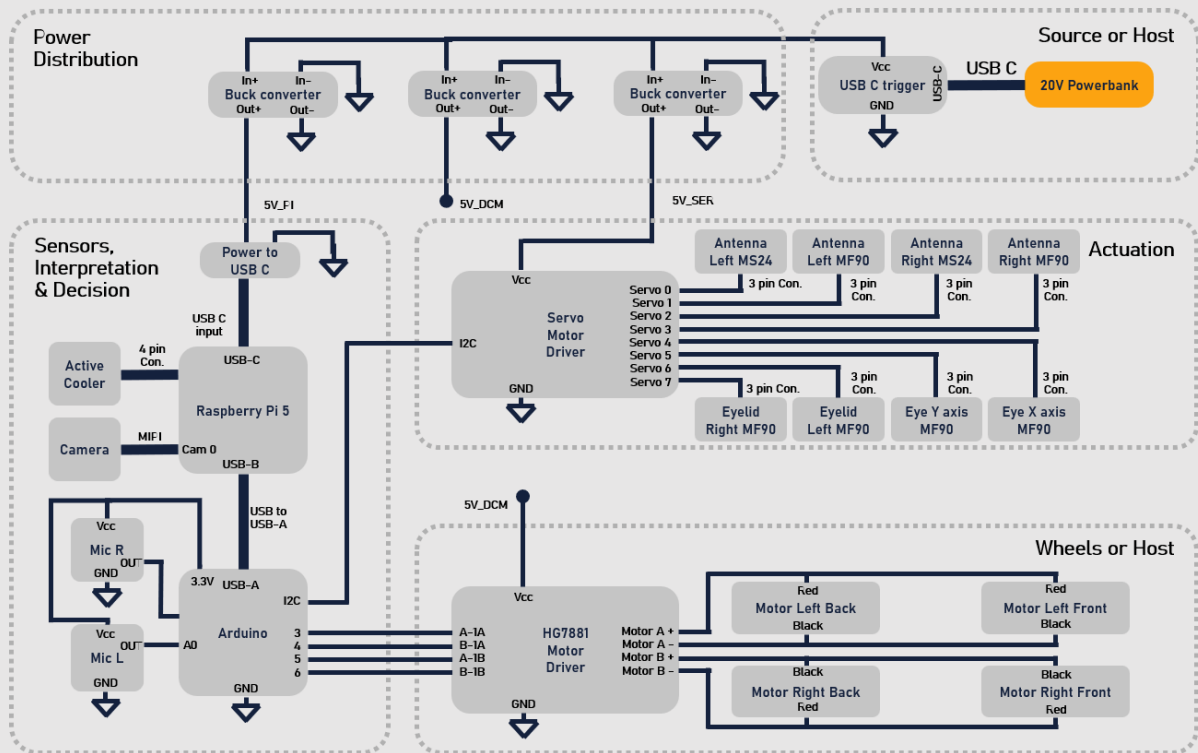 Power
Distribution
Source or Host
In+ In-
Buck converter
Out+ Out-
In+ In-
Buck converter
Out+ Out-
In+ In-
Buck converter
Out+ Out-
Vcc
USB C trigger
USB-C
GND
USB C
20V Powerbank
5V_PI
5V_DCM
5V_SER
Sensors,
Interpretation
& Decision
Power to
USB C
USB C
input
Active
Cooler
4 pin
Con.
USB-C
Raspberry Pi 5
Camera
MIPI
Cam 0
USB-B
USB to
USB-A
Vcc
Mic R
OUT
GND
Vcc
Mic L
OUT
GND
3.3V
USB-A
I2C
Arduino
A0
3
4
5
6
GND
Actuation
Antenna
Left MS24
Antenna
Left MF90
Antenna
Right MS24
Antenna
Right MF90
3 pin Con.
3 pin
Con.
3 pin
Con.
3 pin
Con.
Vcc
Servo
Motor
Driver
I2C
GND
Servo 0
Servo 1
Servo 2
Servo 3
Servo 4
Servo 5
Servo 6
Servo 7
3 pin Con.
3 pin
Con.
3 pin
Con.
3 pin
Con.
Eyelid
Right MF90
Eyelid
Left MF90
Eye Y axis
MF90
Eye X axis
MF90
5V_DCM
Wheels or Host
Vcc
HG7881
Motor
Driver
A-1A
B-1A
A-1B
B-1B
GND
Motor A +
Motor A -
Motor B +
Motor B -
Red
Motor Left Back
Black
Red
Motor Left Front
Black
Black
Motor Right Back
Red
Black
Motor Right Front
Red